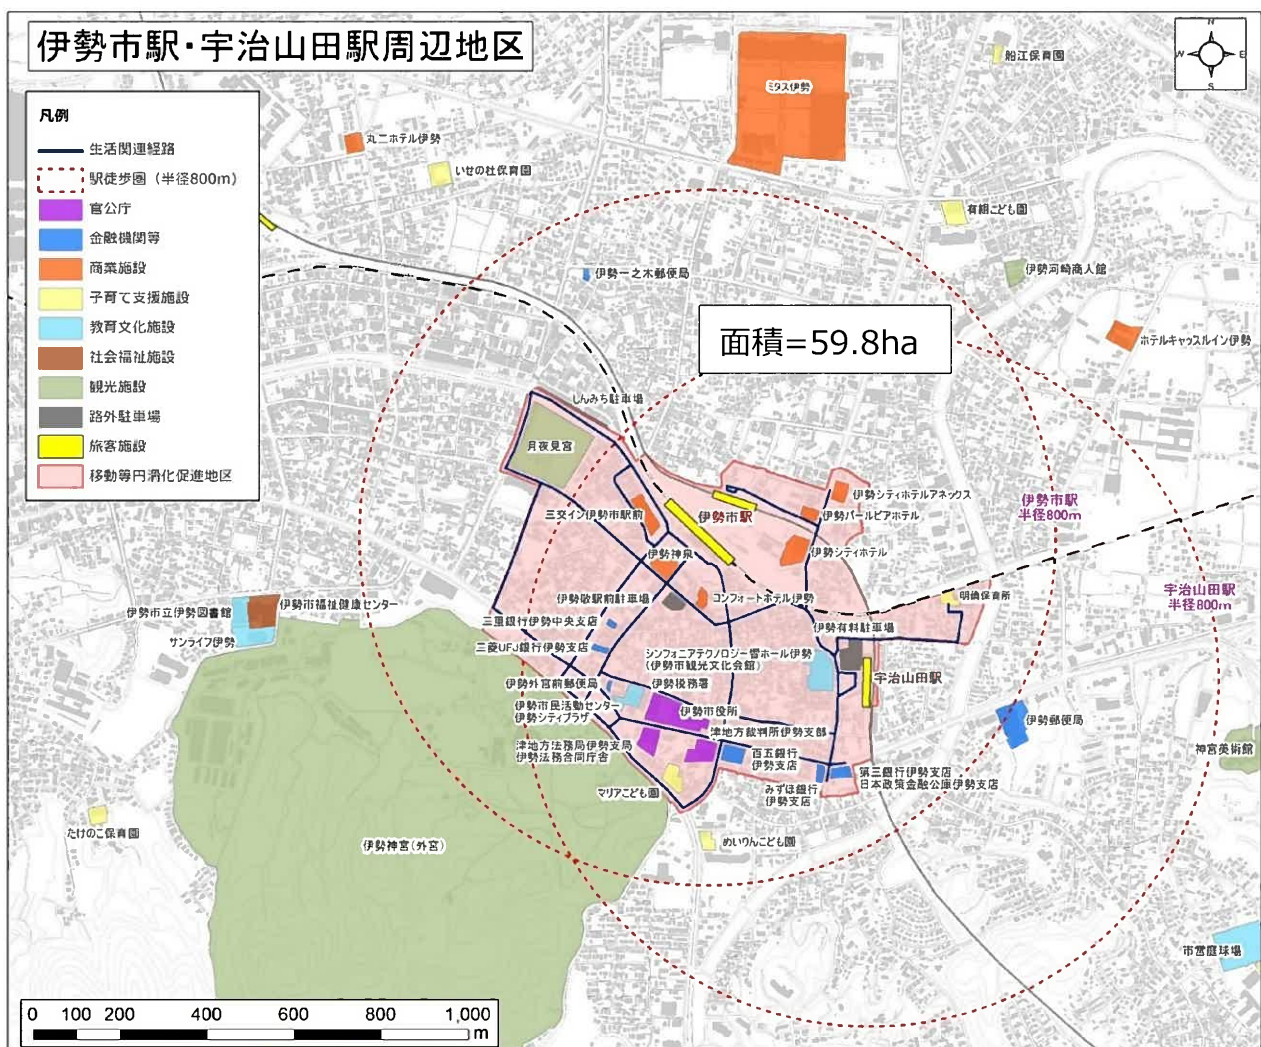 伊勢市駅・宇治山田駅周辺地区
N
W
E
S
凡例
生活関連経路
駅徒歩圏（半径800m）
官公庁
金融機関等
商業施設
子育て支援施設
教育文化施設
社会福祉施設
観光施設
路外駐車場
旅客施設
移動等円滑化促進地区
ミタス伊勢
船江保育園
丸二ホテル伊勢
いせの杜保育園
有緝こども園
伊勢一之木郵便局
伊勢河崎商人館
ホテルキャッスルイン伊勢
面積=59.8ha
しんみち駐車場
月夜見宮
伊勢シティホテルアネックス
伊勢市駅
半径800m
三交イン伊勢市駅前
伊勢市駅
伊勢パールピアホテル
伊勢シティホテル
伊勢神泉
宇治山田駅
半径800m
明倫保育所
伊勢市立伊勢図書館
伊勢市福祉健康センター
伊勢敬駅前駐車場
コンフォートホテル伊勢
サンライフ伊勢
三重銀行伊勢中央支店
伊勢有料駐車場
三菱UFJ銀行伊勢支店
シンフォニアテクノロジー響ホール伊勢
（伊勢市観光文化会館）
伊勢外宮前郵便局
伊勢税務署
宇治山田駅
伊勢市民活動センター
伊勢シティプラザ
伊勢市役所
伊勢郵便局
津地方裁判所伊勢支部
津地方法務局伊勢支局
伊勢法務合同庁舎
百五銀行
伊勢支店
神宮美術館
第三銀行伊勢支店
日本政策金融公庫伊勢支店
みずほ銀行
伊勢支店
マリアこども園
たけのこ保育園
伊勢神宮（外宮）
めいりんこども園
市営庭球場
0 100 200 400 600 800 1,000
m